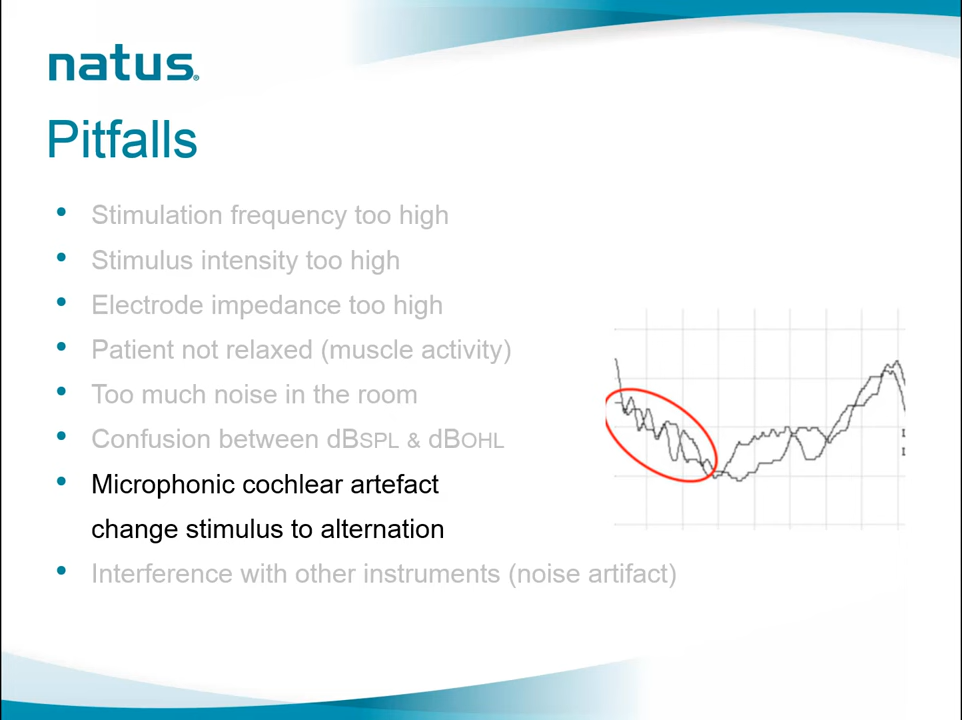 natus®
Pitfalls
• Stimulation frequency too high
• Stimulus intensity too high
• Electrode impedance too high
• Patient not relaxed (muscle activity)
• Too much noise in the room
• Confusion between dBSPL & dBOHL
• Microphonic cochlear artefact
change stimulus to alternation
• Interference with other instruments (noise artifact)